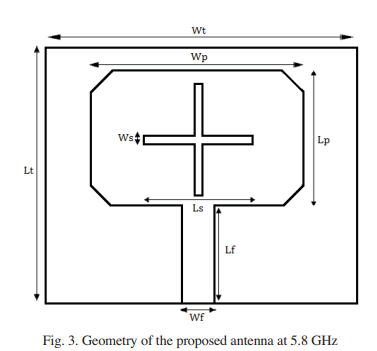 Wt
Wp
Ws
Lp
Lt
Ls
Lf
Wf
Fig. 3. Geometry of the proposed antenna at 5.8 GHz